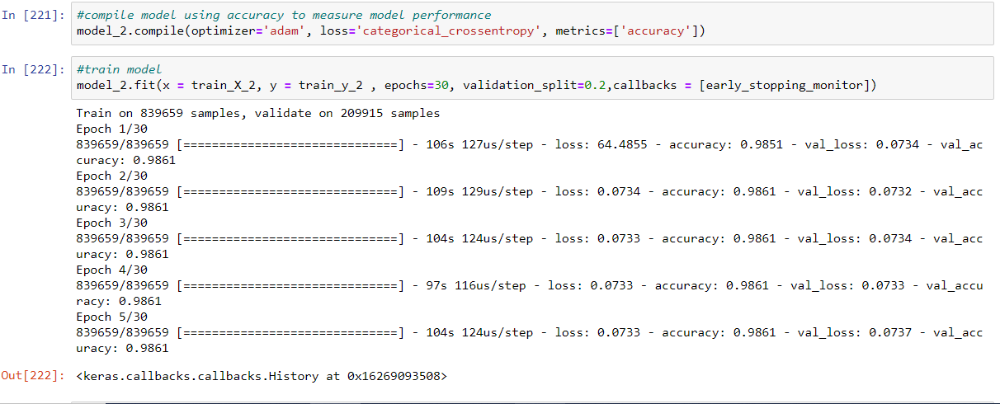 In [221]: #compile model using accuracy to measure model performance
model_2.compile(optimizer='adam', loss='categorical_crossentropy', metrics=['accuracy'])
In [222]: #train model
model_2.fit(x = train_X_2, y = train_y_2 , epochs=30, validation_split=0.2,callbacks = [early_stopping_monitor])
Train on 839659 samples, validate on 209915 samples
Epoch 1/30
839659/839659 [==============================] - 106s 127us/step - loss: 64.4855 - accuracy: 0.9851 - val_loss: 0.0734 - val_ac
curacy: 0.9861
Epoch 2/30
839659/839659 [==============================] - 109s 129us/step - loss: 0.0734 - accuracy: 0.9861 - val_loss: 0.0732 - val_acc
uracy: 0.9861
Epoch 3/30
839659/839659 [==============================] - 104s 124us/step - loss: 0.0733 - accuracy: 0.9861 - val_loss: 0.0734 - val_acc
uracy: 0.9861
Epoch 4/30
839659/839659 [==============================] - 97s 116us/step - loss: 0.0733 - accuracy: 0.9861 - val_loss: 0.0733 - val_accu
racy: 0.9861
Epoch 5/30
839659/839659 [==============================] - 104s 124us/step - loss: 0.0733 - accuracy: 0.9861 - val_loss: 0.0737 - val_acc
uracy: 0.9861
Out[222]: <keras.callbacks.callbacks.History at 0x16269093508>